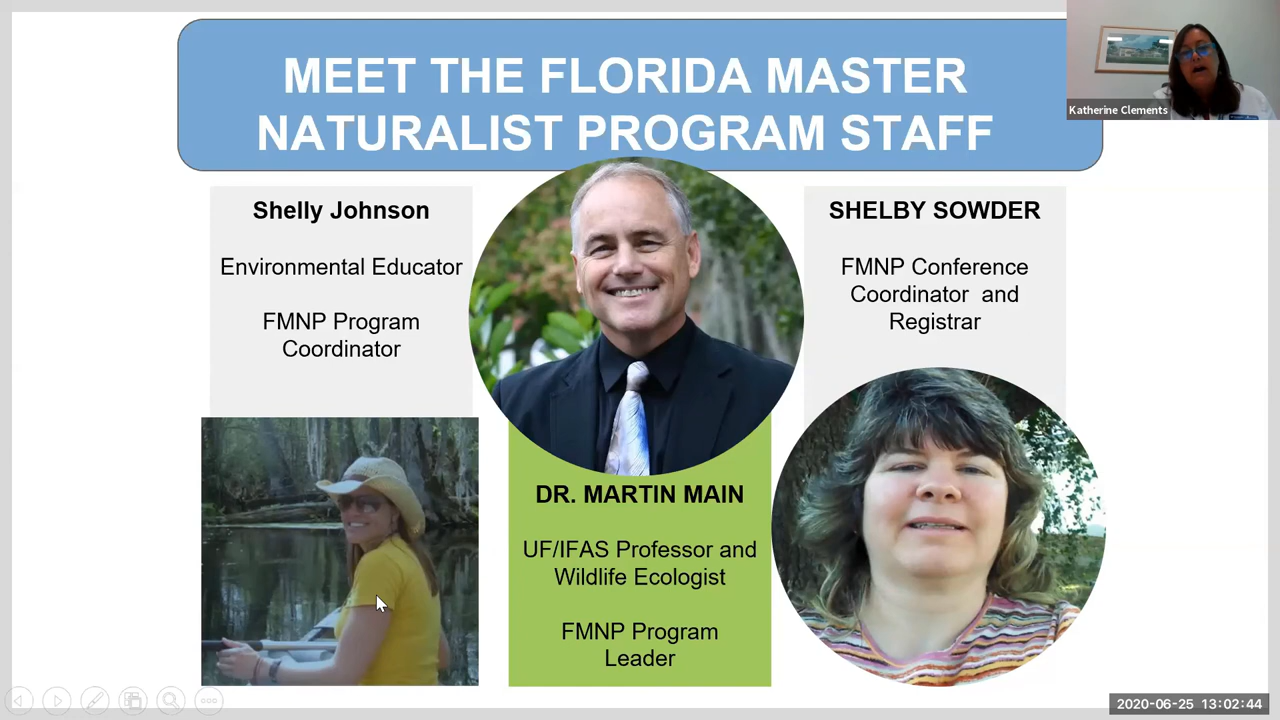 MEET THE FLORIDA MASTER
NATURALIST PROGRAM STAFF
Katherine Clements
Shelly Johnson
Environmental Educator
FMNP Program
Coordinator
DR. MARTIN MAIN
UF/IFAS Professor and
Wildlife Ecologist
FMNP Program
Leader
SHELBY SOWDER
FMNP Conference
Coordinator and
Registrar
2020-06-25 13:02:44